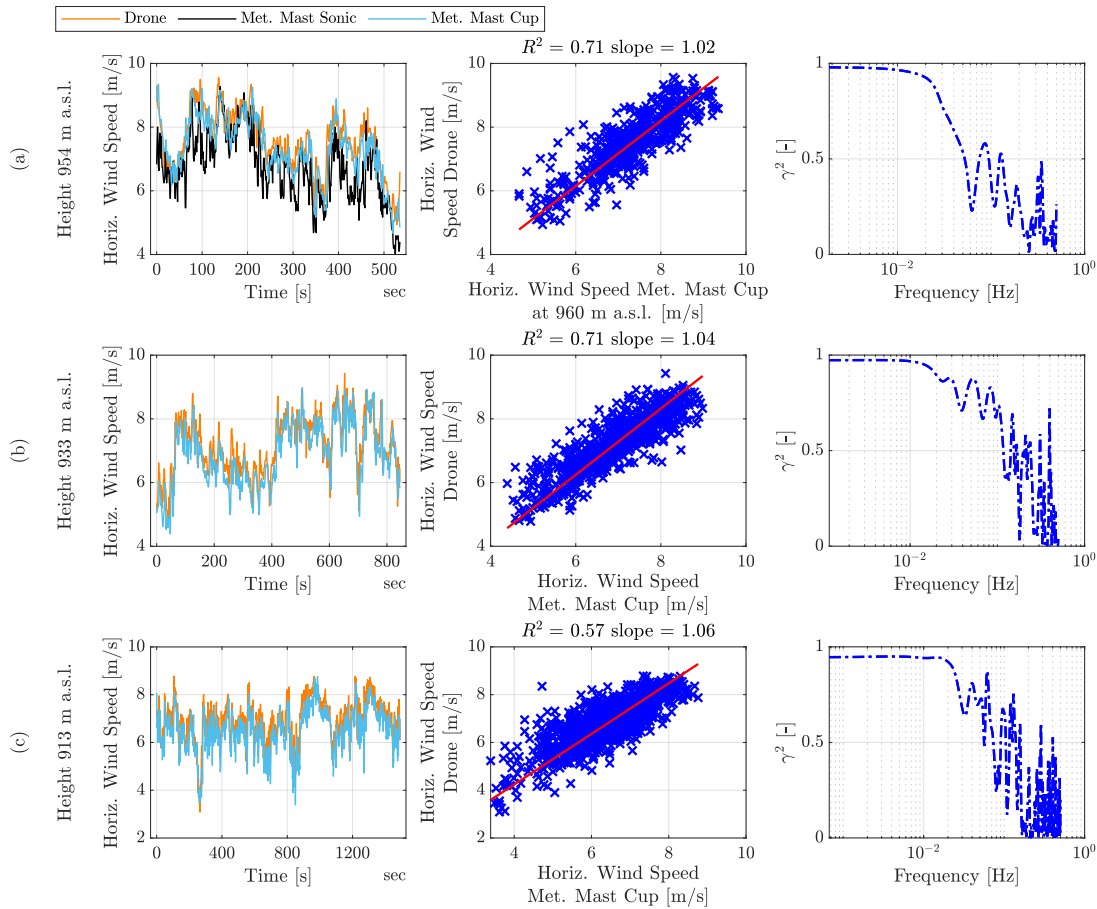 Drone Met. Mast Sonic Met. Mast Cup
(a)
Height 954 m a.s.l.
Horiz. Wind Speed [m/s]
10
8
6
4
0 100 200 300 400 500
Time [s] sec
R² = 0.71 slope = 1.02
Horiz. Wind
Speed Drone [m/s]
10
8
6
4
4 6 8 10
Horiz. Wind Speed Met. Mast Cup
at 960 m a.s.l. [m/s]
γ² [-]
1
0.5
0
10⁻² 10⁰
Frequency [Hz]
(b)
Height 933 m a.s.l.
Horiz. Wind Speed [m/s]
10
8
6
4
0 200 400 600 800
Time [s] sec
R² = 0.71 slope = 1.04
Horiz. Wind Speed
Drone [m/s]
10
8
6
4
4 6 8 10
Horiz. Wind Speed
Met. Mast Cup [m/s]
γ² [-]
1
0.5
0
10⁻² 10⁰
Frequency [Hz]
(c)
Height 913 m a.s.l.
Horiz. Wind Speed [m/s]
10
8
6
4
2
0 400 800 1200
Time [s] sec
R² = 0.57 slope = 1.06
Horiz. Wind Speed
Drone [m/s]
10
8
6
4
2
4 6 8 10
Horiz. Wind Speed
Met. Mast Cup [m/s]
γ² [-]
1
0.5
0
10⁻² 10⁰
Frequency [Hz]